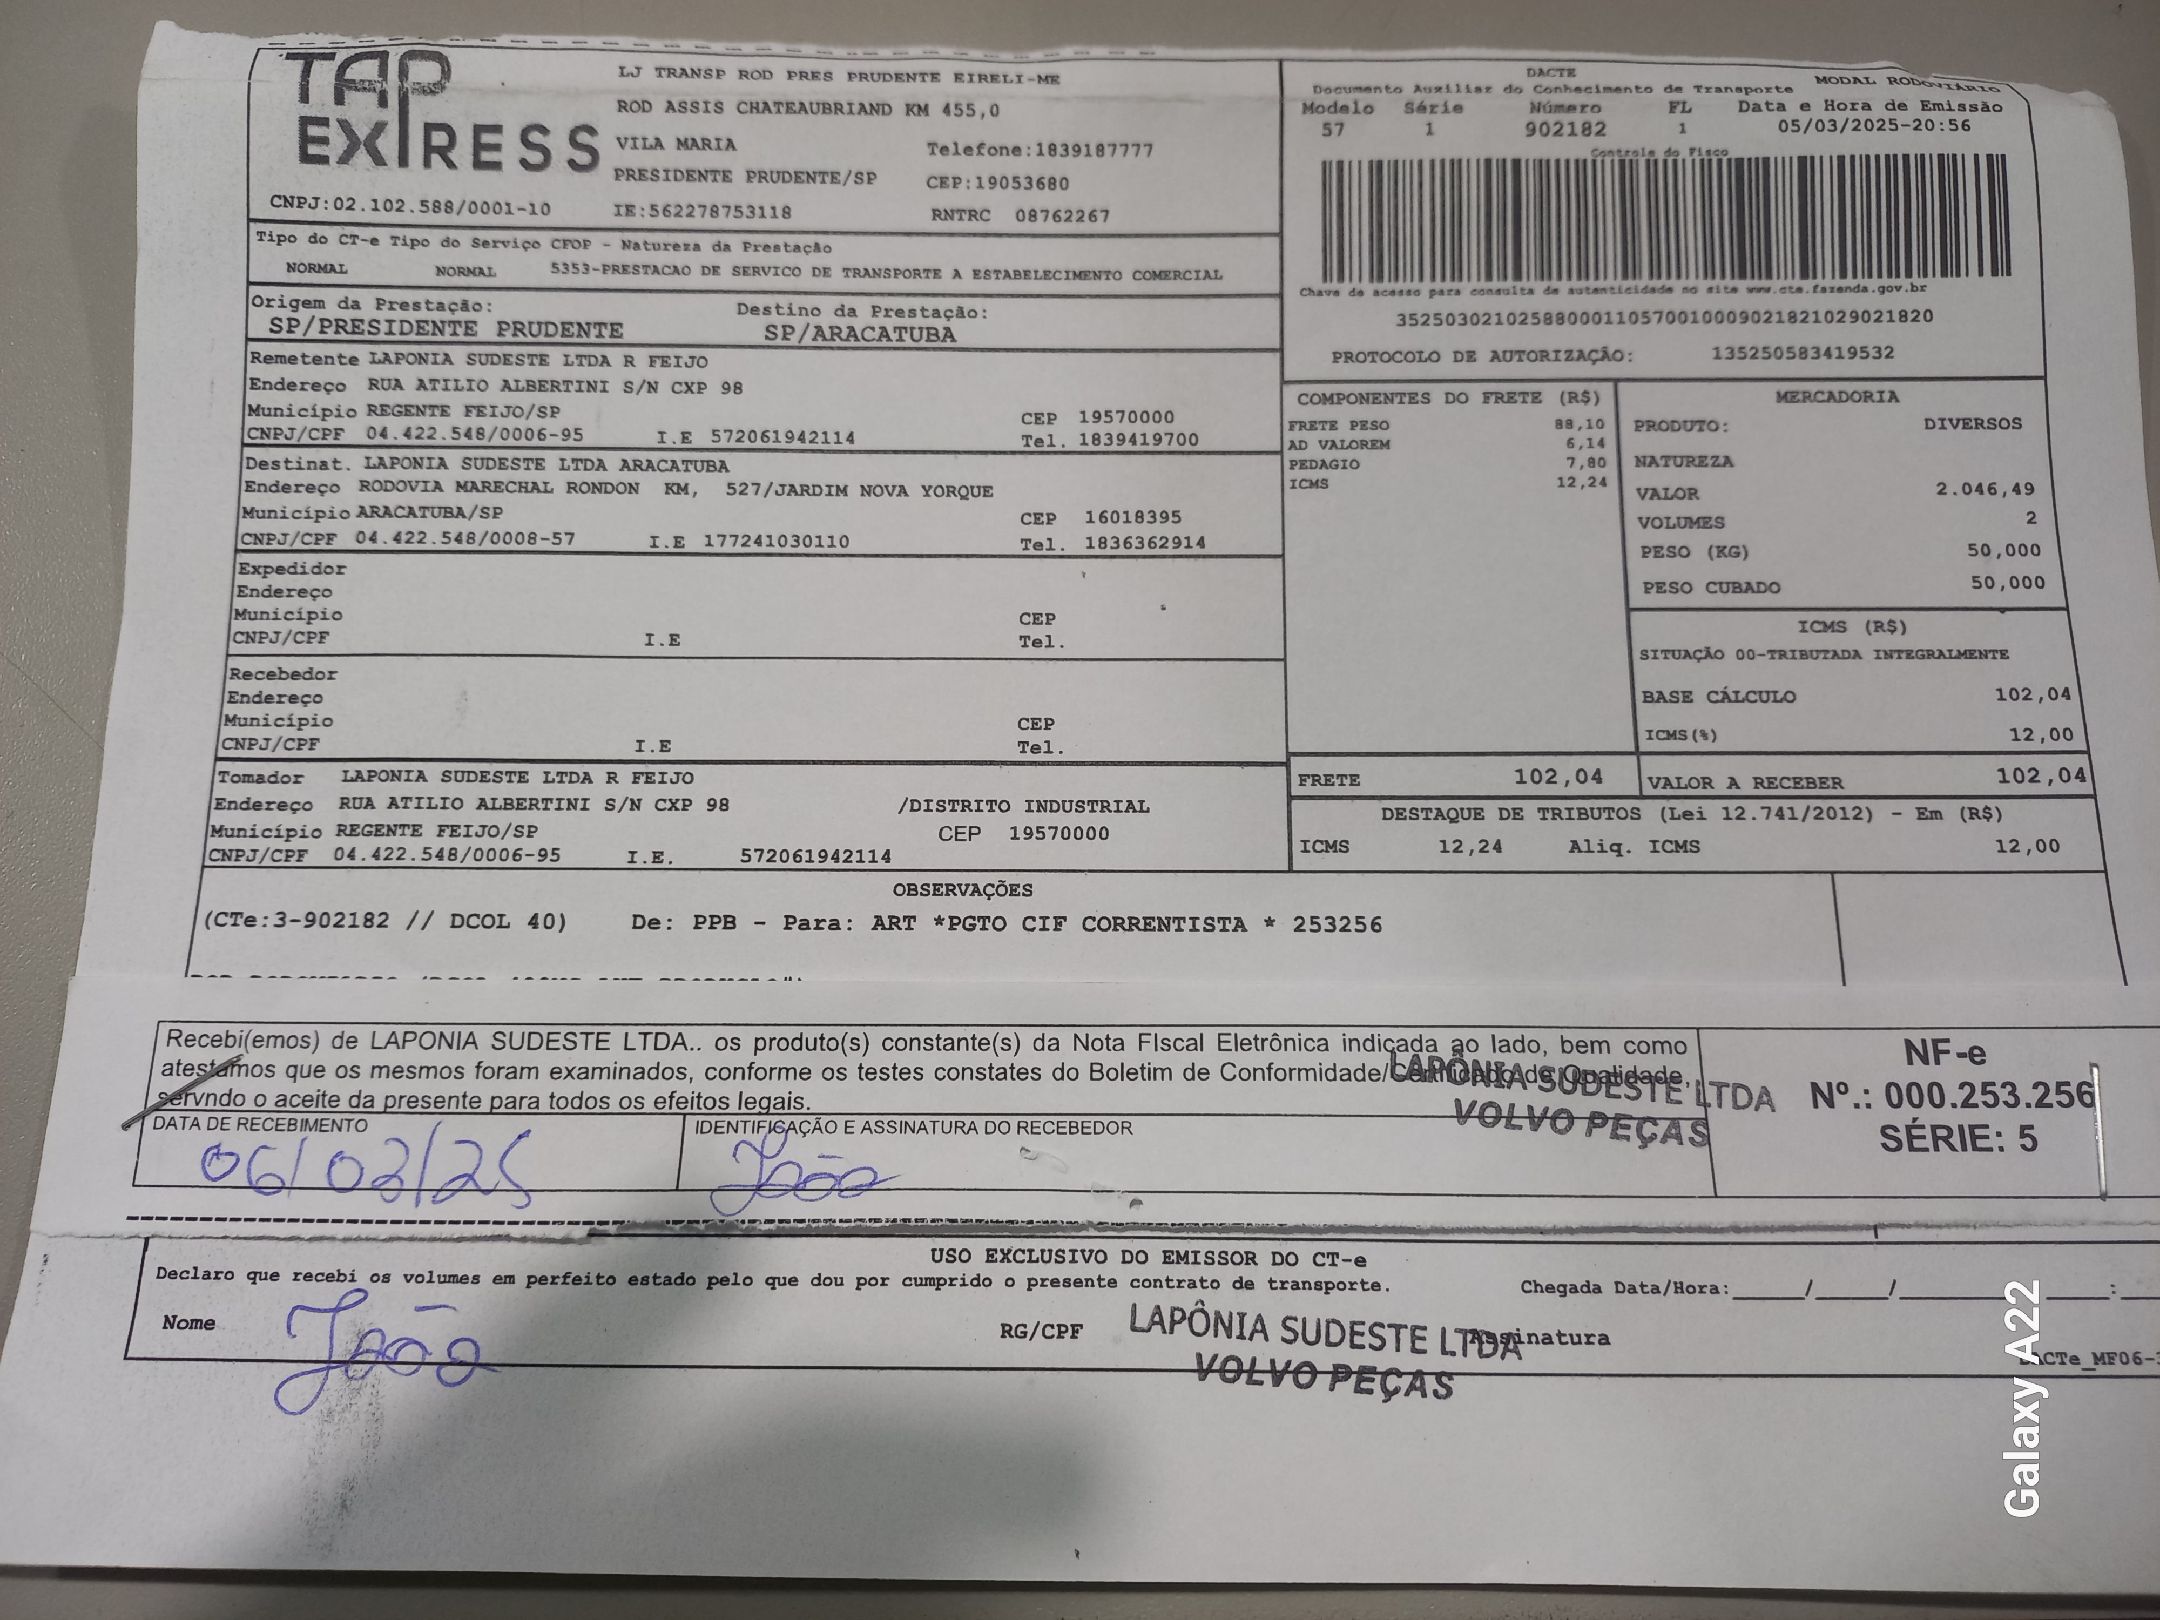 TAP
EXPRESS
LJ TRANSP ROD PRES PRUDENTE EIRELI-ME
ROD ASSIS CHATEAUBRIAND KM 455,0
VILA MARIA Telefone:1839187777
PRESIDENTE PRUDENTE/SP CEP:19053680
CNPJ:02.102.588/0001-10 IE:562278753118 RNTRC 08762267
DACTE MODAL RODOVIÁRIO
Documento Auxiliar do Conhecimento de Transporte
Modelo Série Número FL Data e Hora de Emissão
57 1 902182 1 05/03/2025-20:56
Controle do Fisco
Chave de acesso para consulta de autenticidade no site www.cte.fazenda.gov.br
35250302102588000110570010009021821029021820
PROTOCOLO DE AUTORIZAÇÃO: 135250583419532
Tipo do CT-e Tipo do Serviço CFOP - Natureza da Prestação
NORMAL NORMAL 5353-PRESTACAO DE SERVICO DE TRANSPORTE A ESTABELECIMENTO COMERCIAL
Origem da Prestação: Destino da Prestação:
SP/PRESIDENTE PRUDENTE SP/ARACATUBA
Remetente LAPONIA SUDESTE LTDA R FEIJO
Endereço RUA ATILIO ALBERTINI S/N CXP 98
Município REGENTE FEIJO/SP CEP 19570000
CNPJ/CPF 04.422.548/0006-95 I.E 572061942114 Tel. 1839419700
Destinat. LAPONIA SUDESTE LTDA ARACATUBA
Endereço RODOVIA MARECHAL RONDON KM, 527/JARDIM NOVA YORQUE
Município ARACATUBA/SP CEP 16018395
CNPJ/CPF 04.422.548/0008-57 I.E 177241030110 Tel. 1836362914
Expedidor
Endereço
Município CEP
CNPJ/CPF I.E Tel.
Recebedor
Endereço
Município CEP
CNPJ/CPF I.E Tel.
Tomador LAPONIA SUDESTE LTDA R FEIJO
Endereço RUA ATILIO ALBERTINI S/N CXP 98 /DISTRITO INDUSTRIAL
Município REGENTE FEIJO/SP CEP 19570000
CNPJ/CPF 04.422.548/0006-95 I.E. 572061942114
COMPONENTES DO FRETE (R$)
FRETE PESO 88,10
AD VALOREM 6,14
PEDAGIO 7,80
ICMS 12,24
MERCADORIA
PRODUTO: DIVERSOS
NATUREZA
VALOR 2.046,49
VOLUMES 2
PESO (KG) 50,000
PESO CUBADO 50,000
ICMS (R$)
SITUAÇÃO 00-TRIBUTADA INTEGRALMENTE
BASE CÁLCULO 102,04
ICMS(%) 12,00
FRETE 102,04 VALOR A RECEBER 102,04
DESTAQUE DE TRIBUTOS (Lei 12.741/2012) - Em (R$)
ICMS 12,24 Aliq. ICMS 12,00
OBSERVAÇÕES
(CTe:3-902182 // DCOL 40) De: PPB - Para: ART *PGTO CIF CORRENTISTA * 253256
Recebi(emos) de LAPONIA SUDESTE LTDA.. os produto(s) constante(s) da Nota FIscal Eletrônica indicada ao lado, bem como
atestamos que os mesmos foram examinados, conforme os testes constates do Boletim de Conformidade/Certificado de Qualidade,
servndo o aceite da presente para todos os efeitos legais.
LAPÔNIA SUDESTE LTDA
VOLVO PEÇAS
NF-e
Nº.: 000.253.256
SÉRIE: 5
DATA DE RECEBIMENTO IDENTIFICAÇÃO E ASSINATURA DO RECEBEDOR
06/03/25 João
USO EXCLUSIVO DO EMISSOR DO CT-e
Declaro que recebi os volumes em perfeito estado pelo que dou por cumprido o presente contrato de transporte. Chegada Data/Hora:_____/_____/_____ _____:
Nome João RG/CPF Assinatura
LAPÔNIA SUDESTE LTDA
VOLVO PEÇAS
Galaxy A22